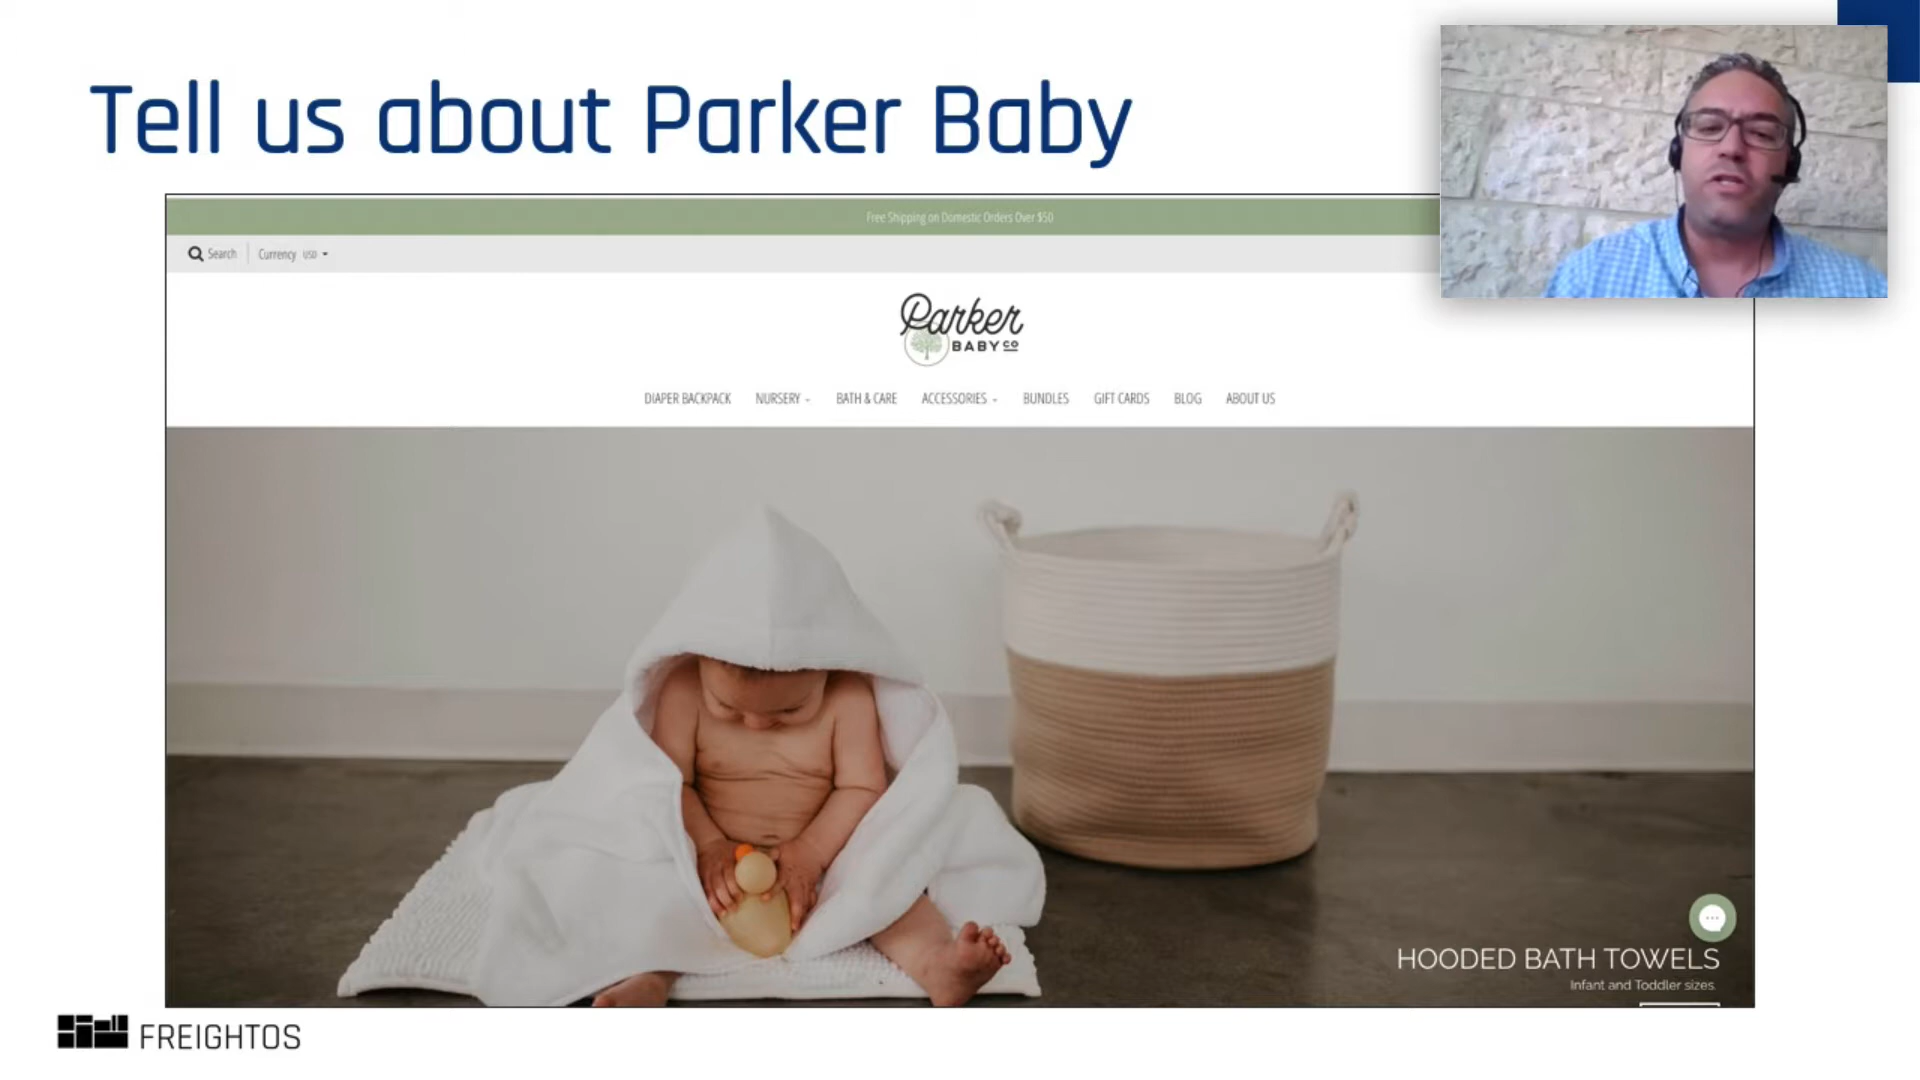 Tell us about Parker Baby
Free Shipping on Domestic Orders Over $50
Search Currency USD
Parker
BABY CO
DIAPER BACKPACK NURSERY BATH & CARE ACCESSORIES BUNDLES GIFT CARDS BLOG ABOUT US
HOODED BATH TOWELS
Infant and Toddler sizes.
FREIGHTOS